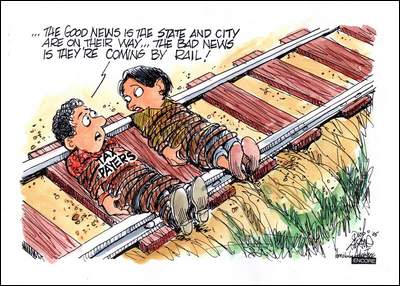 ... THE GOOD NEWS IS THE STATE AND CITY
ARE ON THEIR WAY... THE BAD NEWS
IS THEY'RE COMING BY RAIL!
TAX
PAYERS
ENCORE